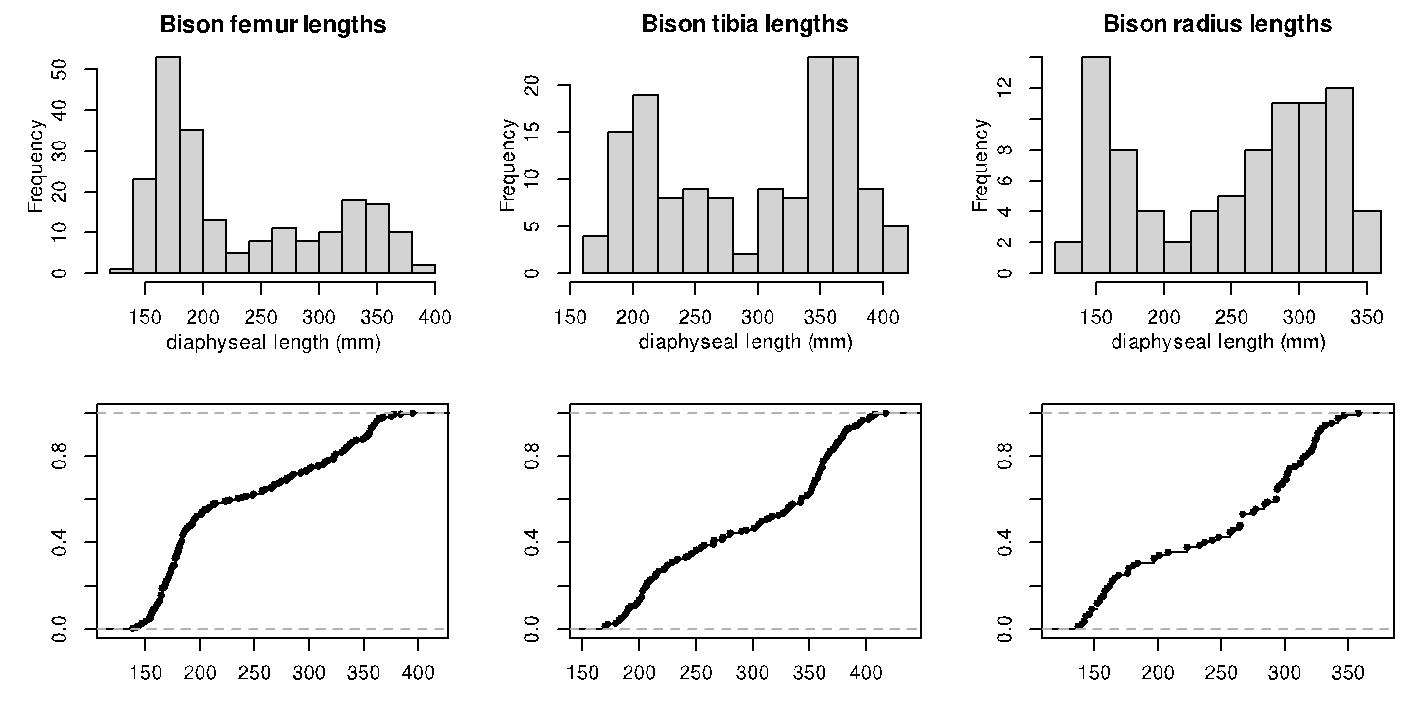 Bison femur lengths
Frequency
0 10 20 30 40 50
150 200 250 300 350 400
diaphyseal length (mm)
Bison tibia lengths
Frequency
0 5 10 15 20
150 200 250 300 350 400
diaphyseal length (mm)
Bison radius lengths
Frequency
0 2 4 6 8 12
150 200 250 300 350
diaphyseal length (mm)
0.0 0.4 0.8
150 200 250 300 350 400
0.0 0.4 0.8
150 200 250 300 350 400
0.0 0.4 0.8
150 200 250 300 350